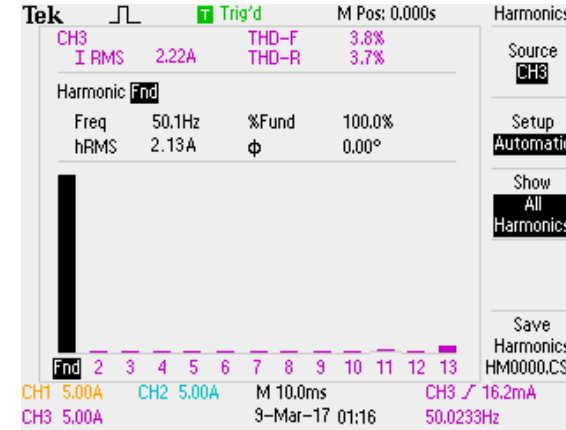 Tek T Trig'd M Pos: 0.000s Harmonics
CH3 THD-F 3.8%
I RMS 2.22A THD-R 3.7%
Source
CH3
Harmonic Fnd
Freq 50.1Hz %Fund 100.0%
hRMS 2.13A ϕ 0.00°
Setup
Automatic
Show
All
Harmonics
Save
Harmonics
HM0000.CS
Fnd 2 3 4 5 6 7 8 9 10 11 12 13
CH1 5.00A CH2 5.00A M 10.0ms CH3 16.2mA
CH3 5.00A 9-Mar-17 01:16 50.0233Hz